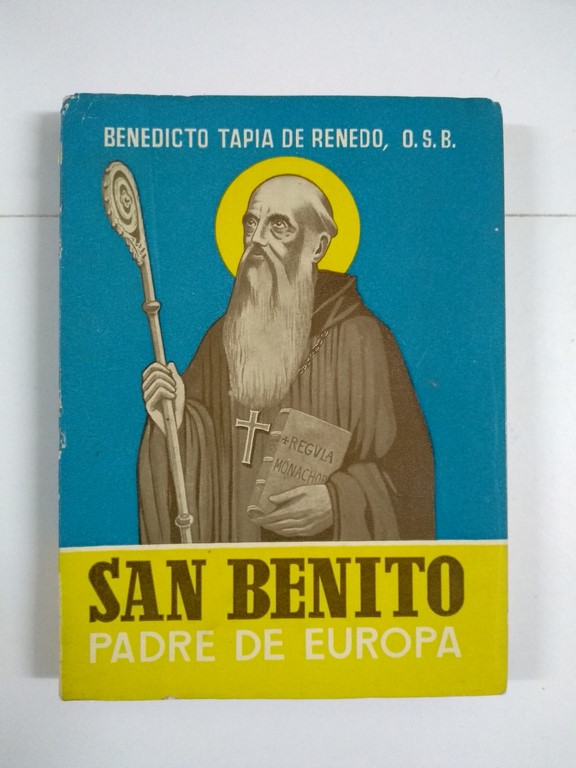 BENEDICTO TAPIA DE RENEDO, O.S.B.
+REGVLA
MONACHOR
SAN BENITO
PADRE DE EUROPA